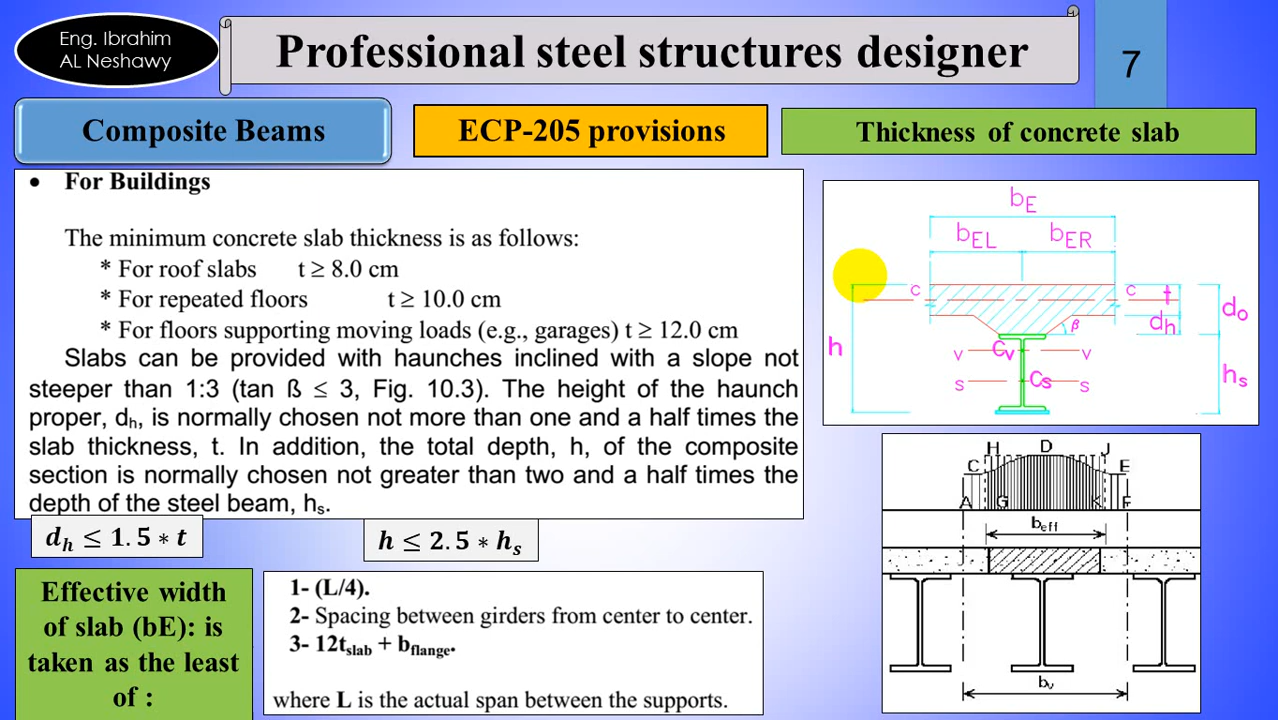 Eng. Ibrahim
AL Neshawy
Professional steel structures designer
7
Composite Beams
ECP-205 provisions
Thickness of concrete slab
• For Buildings
The minimum concrete slab thickness is as follows:
* For roof slabs t ≥ 8.0 cm
* For repeated floors t ≥ 10.0 cm
* For floors supporting moving loads (e.g., garages) t ≥ 12.0 cm
Slabs can be provided with haunches inclined with a slope not
steeper than 1:3 (tan ß ≤ 3, Fig. 10.3). The height of the haunch
proper, dh, is normally chosen not more than one and a half times the
slab thickness, t. In addition, the total depth, h, of the composite
section is normally chosen not greater than two and a half times the
depth of the steel beam, hs.
dh ≤ 1.5 * t
h ≤ 2.5 * hs
Effective width
of slab (bE): is
taken as the least
of :
1- (L/4).
2- Spacing between girders from center to center.
3- 12tslab + bflange.
where L is the actual span between the supports.
bE
bEL bER
c c t do
h dh β
v Cv v
s Cs s hs
H D J
C E
A G K F
beff
bv